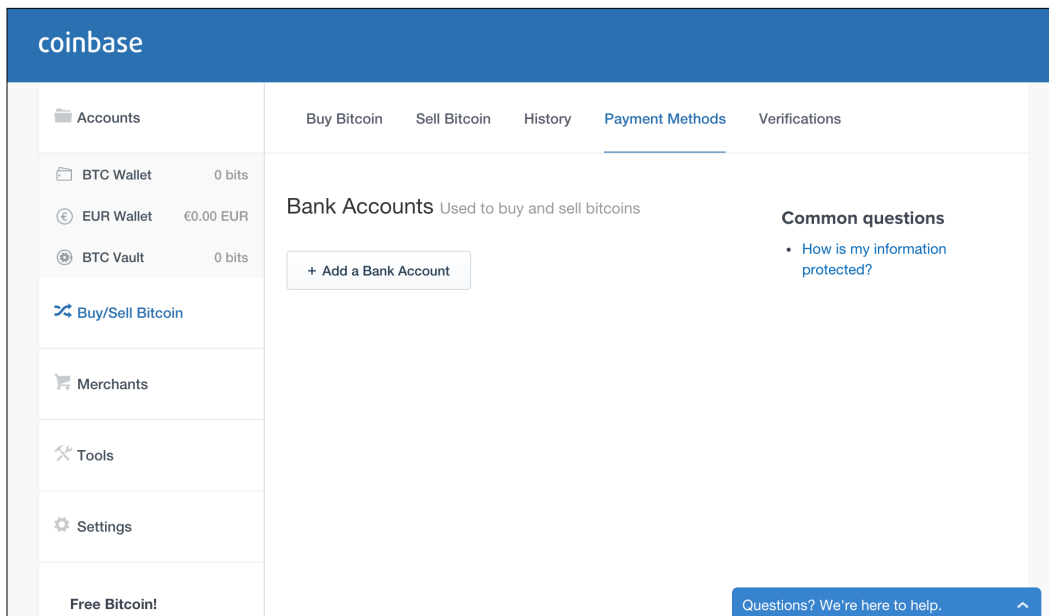 coinbase
Accounts
BTC Wallet 0 bits
EUR Wallet €0.00 EUR
BTC Vault 0 bits
Buy/Sell Bitcoin
Merchants
Tools
Settings
Free Bitcoin!
Buy Bitcoin Sell Bitcoin History Payment Methods Verifications
Bank Accounts Used to buy and sell bitcoins
+ Add a Bank Account
Common questions
• How is my information
protected?
Questions? We're here to help.